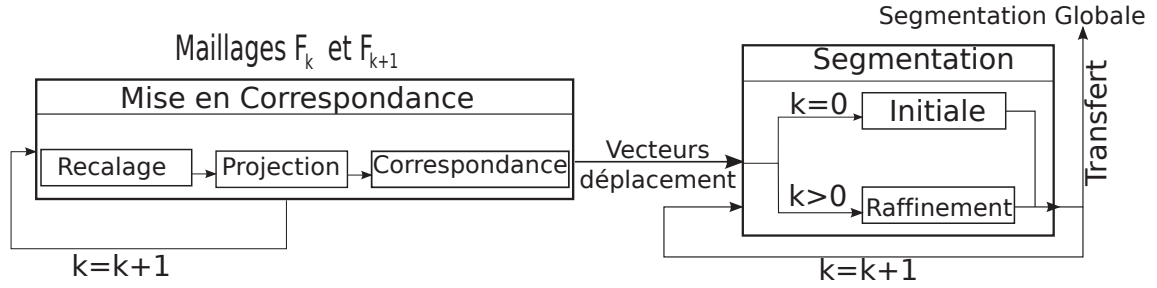 Segmentation Globale
Maillages F_k et F_{k+1}
Mise en Correspondance
Recalage
Projection
Correspondance
k=k+1
Vecteurs
déplacement
Segmentation
k=0
Initiale
k>0
Raffinement
k=k+1
Transfert